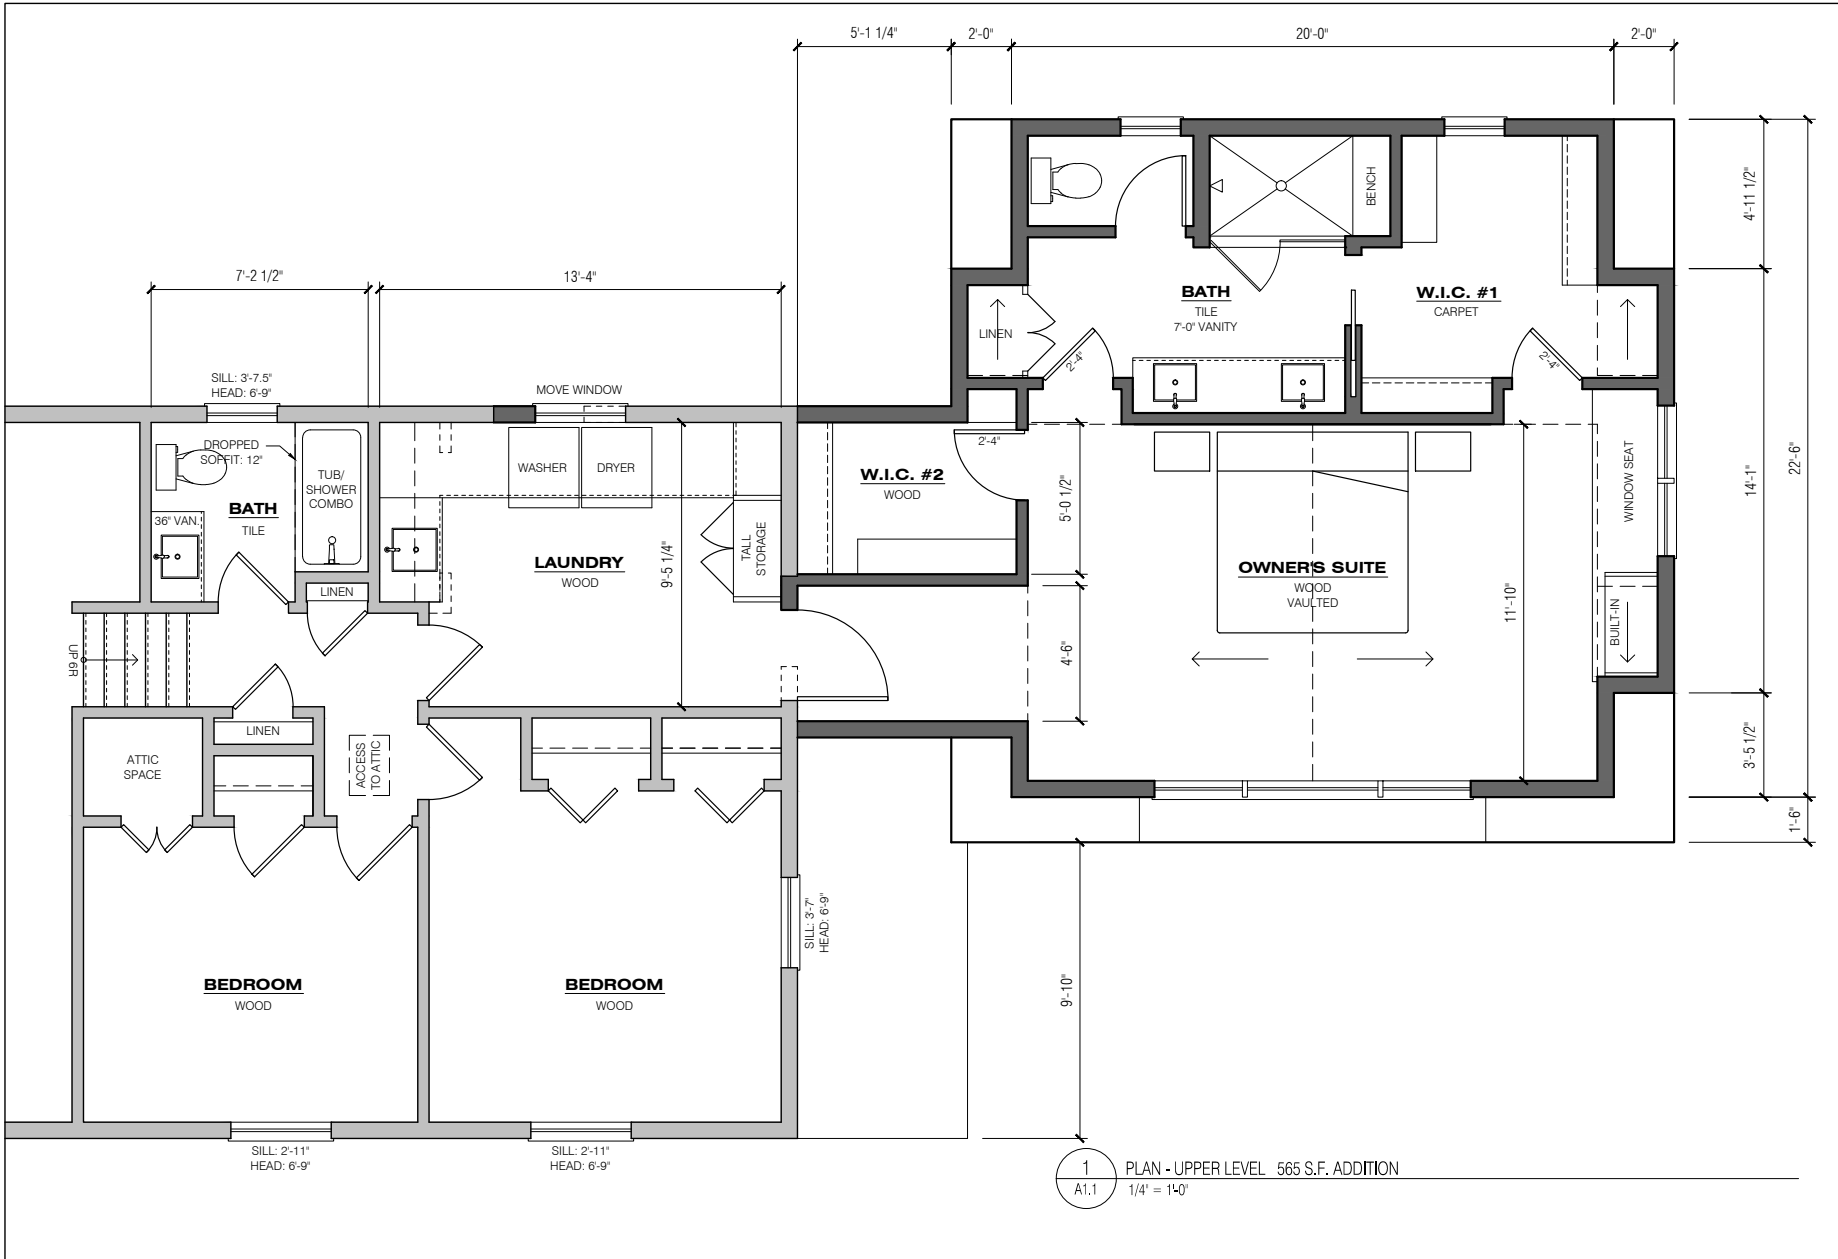 5'-1 1/4"
2'-0"
20'-0"
2'-0"
4'-11 1/2"
BENCH
7'-2 1/2"
13'-4"
BATH
TILE
7'-0" VANITY
W.I.C. #1
CARPET
LINEN
2'-4"
2'-4"
SILL: 3'-7.5"
HEAD: 6'-9"
MOVE WINDOW
DROPPED
SOFFIT: 12"
TUB/
SHOWER
COMBO
WASHER
DRYER
2'-4"
W.I.C. #2
WOOD
5'-0 1/2"
WINDOW SEAT
14'-1"
22'-6"
BATH
TILE
36" VAN.
TALL
STORAGE
LAUNDRY
WOOD
9'-5 1/4"
OWNER'S SUITE
WOOD
VAULTED
11'-10"
LINEN
BUILT-IN
UP 6R
4'-6"
LINEN
ATTIC
SPACE
ACCESS
TO ATTIC
3'-5 1/2"
1'-6"
SILL: 3'-7"
HEAD: 6'-9"
BEDROOM
WOOD
BEDROOM
WOOD
9'-10"
SILL: 2'-11"
HEAD: 6'-9"
SILL: 2'-11"
HEAD: 6'-9"
1
A1.1
PLAN - UPPER LEVEL 565 S.F. ADDITION
1/4" = 1'-0"